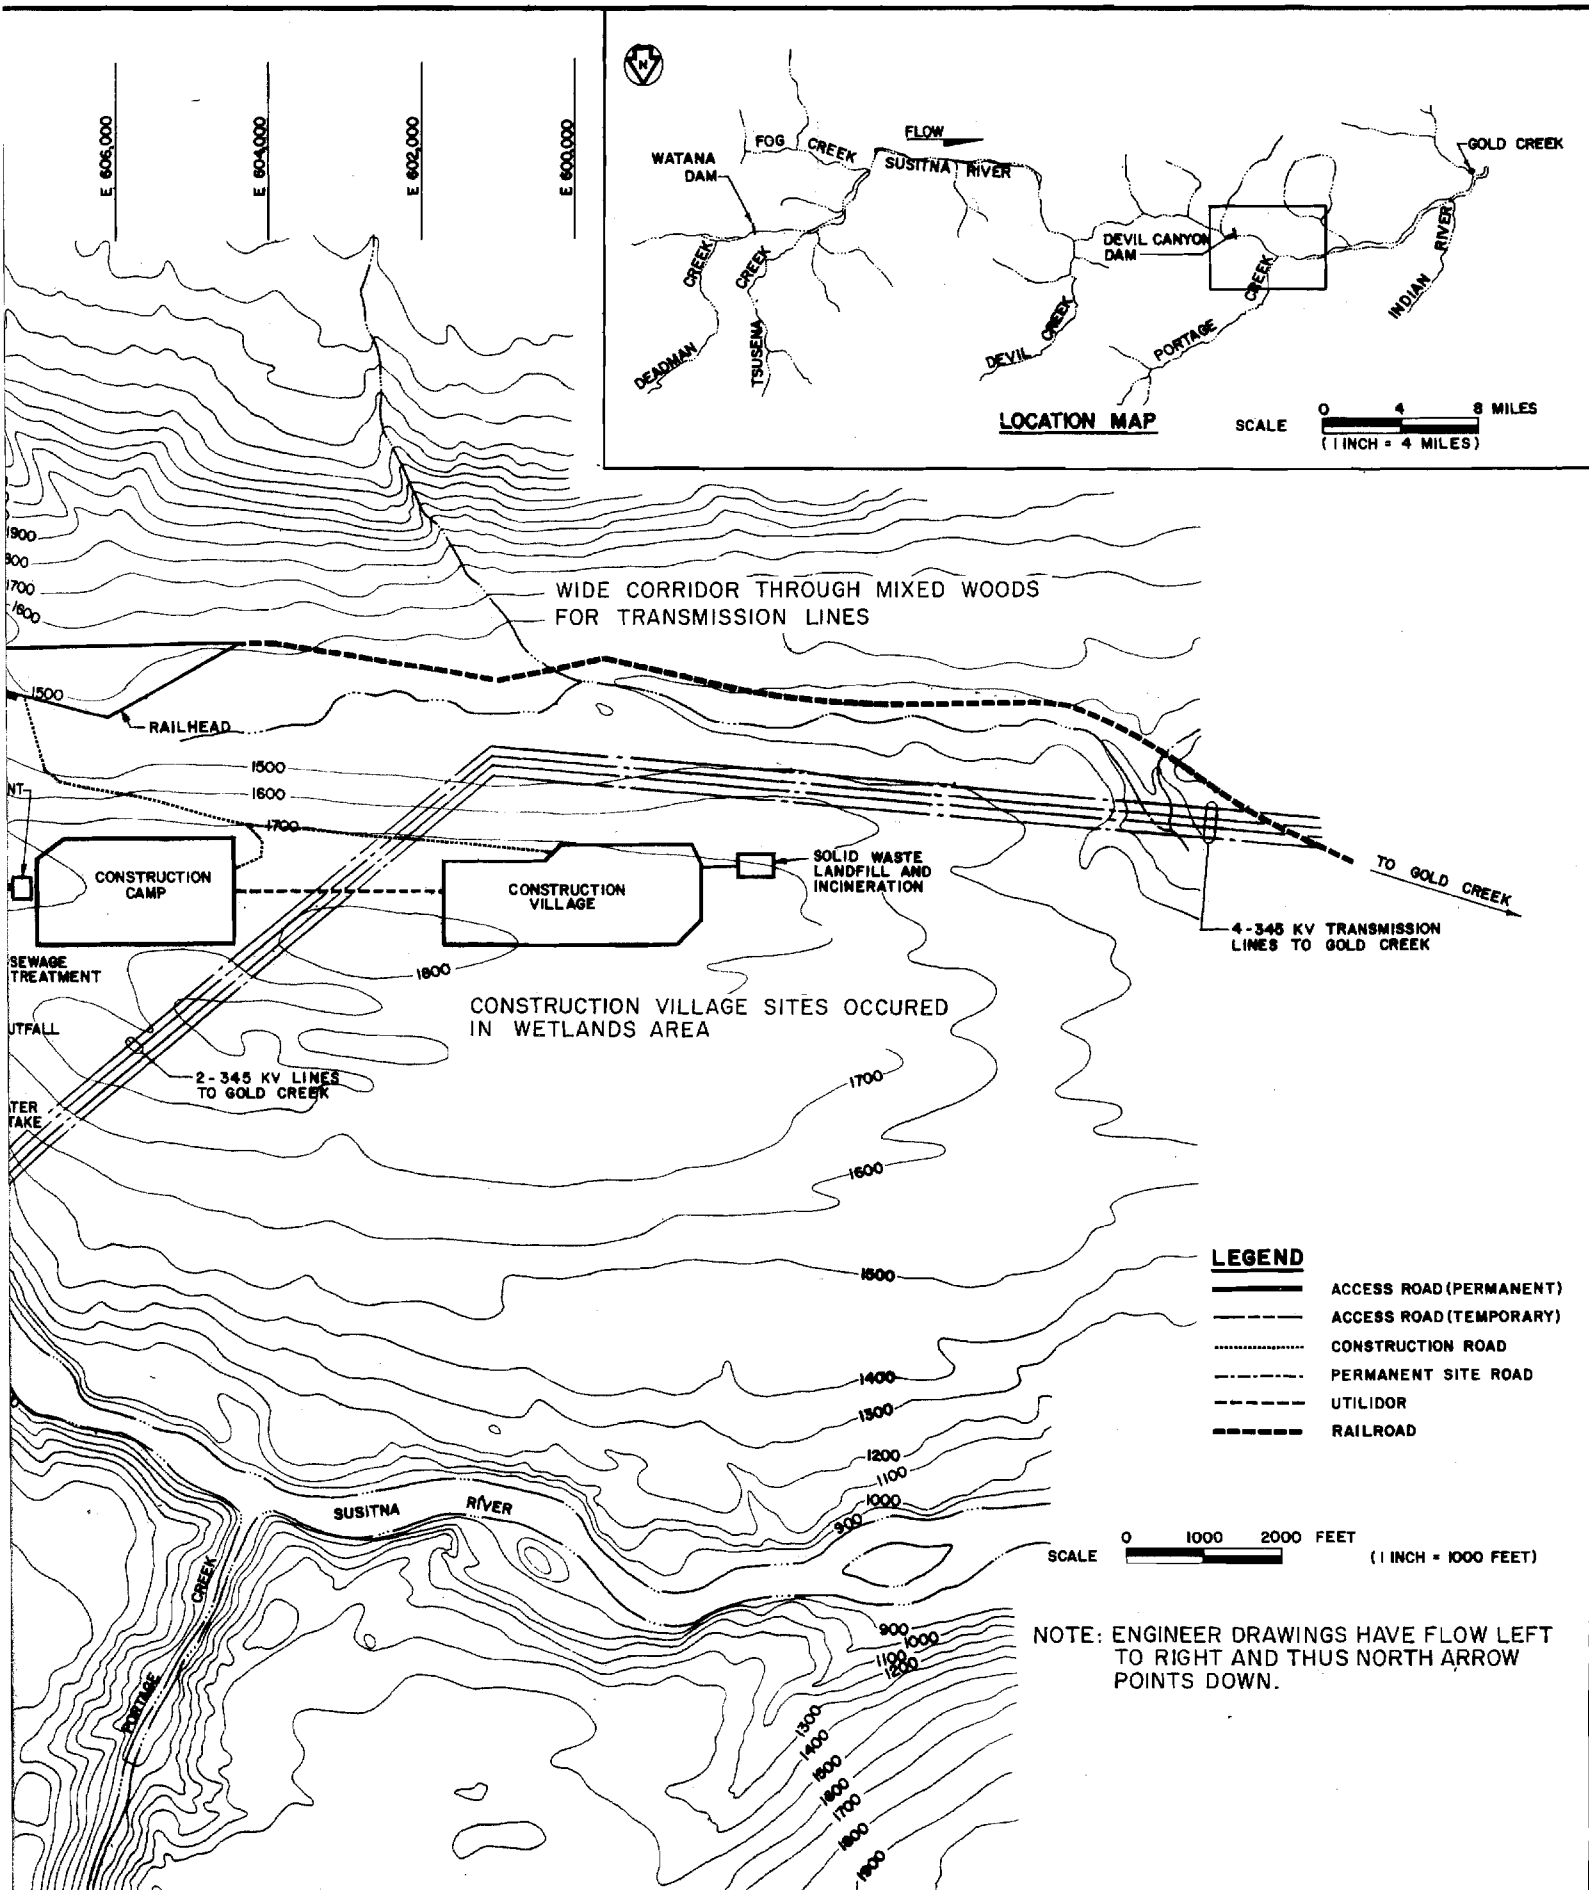 E 606,000
E 604,000
E 602,000
E 600,000
N
FOG CREEK
FLOW
SUSITNA RIVER
WATANA
DAM
GOLD CREEK
DEVIL CANYON
DAM
CREEK
DEADMAN
CREEK
TSUSENA
DEVIL CREEK
PORTAGE CREEK
INDIAN RIVER
LOCATION MAP
SCALE
0 4 8 MILES
(1 INCH = 4 MILES)
1900
800
1700
1600
WIDE CORRIDOR THROUGH MIXED WOODS
FOR TRANSMISSION LINES
1500
RAILHEAD
1500
1600
1700
NT
CONSTRUCTION
CAMP
CONSTRUCTION
VILLAGE
SOLID WASTE
LANDFILL AND
INCINERATION
TO GOLD CREEK
4-345 KV TRANSMISSION
LINES TO GOLD CREEK
SEWAGE
TREATMENT
1800
CONSTRUCTION VILLAGE SITES OCCURED
IN WETLANDS AREA
UTFALL
2-345 KV LINES
TO GOLD CREEK
TER
TAKE
1700
1600
1500
1400
1300
1200
1100
1000
900
LEGEND
ACCESS ROAD (PERMANENT)
ACCESS ROAD (TEMPORARY)
CONSTRUCTION ROAD
PERMANENT SITE ROAD
UTILIDOR
RAILROAD
SUSITNA RIVER
PORTAGE CREEK
SCALE
0 1000 2000 FEET
(1 INCH = 1000 FEET)
900
1000
1100
1200
1300
1400
1500
1600
1700
1800
1900
NOTE: ENGINEER DRAWINGS HAVE FLOW LEFT
TO RIGHT AND THUS NORTH ARROW
POINTS DOWN.